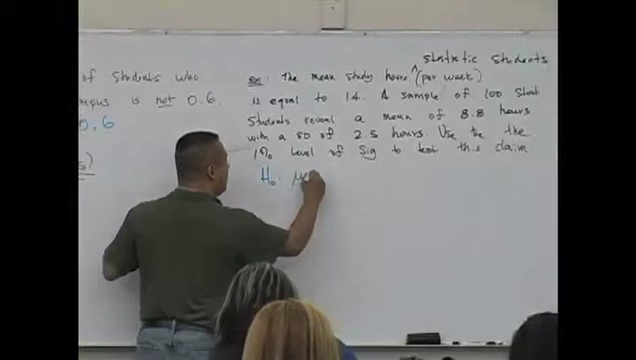 of students who
campus is not 0.6.
0.6
statistic students
ex: The mean study hours ^ (per week)
is equal to 14. A sample of 100 Stat
Students reveal a mean of 8.8 hours
with a SD of 2.5 hours. Use the the
1% level of Sig to test this claim.
H₀: μ